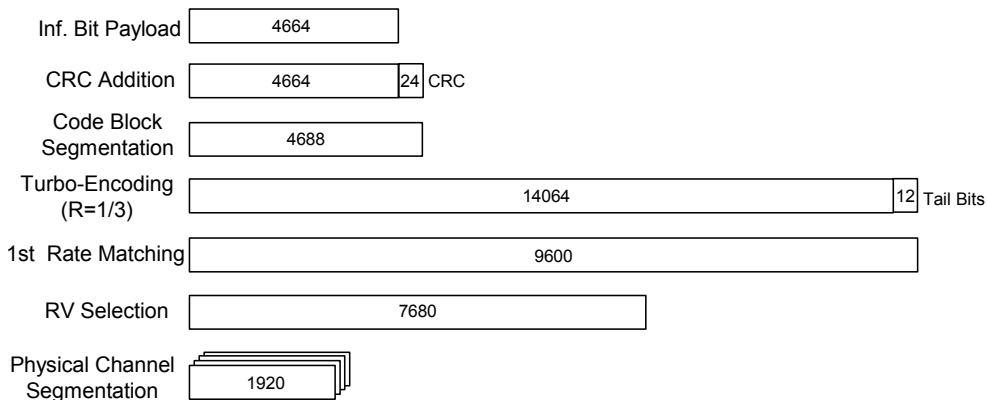 Inf. Bit Payload 4664
CRC Addition 4664 24 CRC
Code Block
Segmentation 4688
Turbo-Encoding
(R=1/3) 14064 12 Tail Bits
1st Rate Matching 9600
RV Selection 7680
Physical Channel
Segmentation 1920